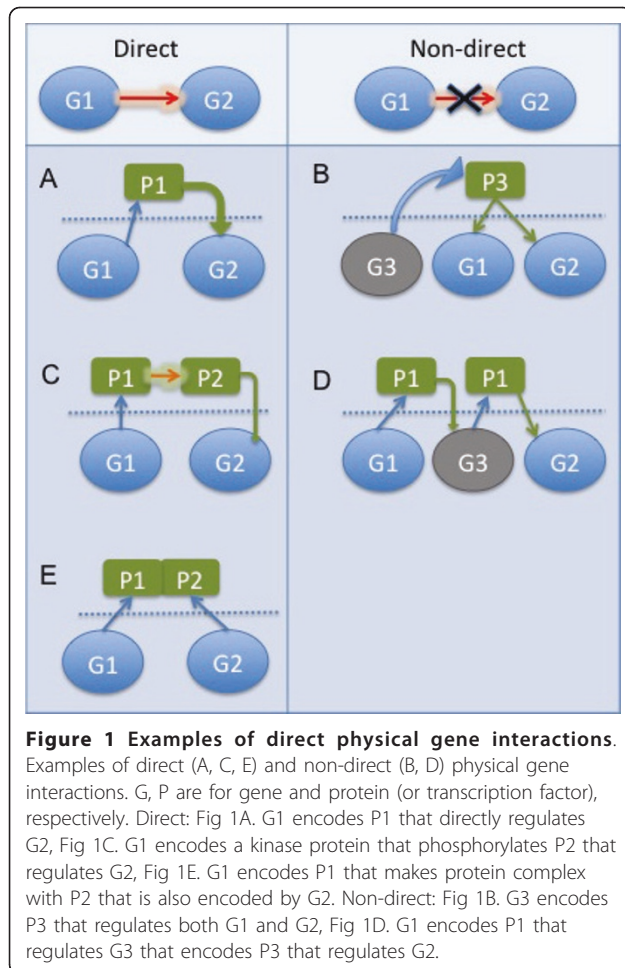 Direct
Non-direct
G1
G2
G1
G2
A
P1
G1
G2
B
P3
G3
G1
G2
C
P1
P2
G1
G2
D
P1
P1
G1
G3
G2
E
P1
P2
G1
G2
Figure 1 Examples of direct physical gene interactions.
Examples of direct (A, C, E) and non-direct (B, D) physical gene
interactions. G, P are for gene and protein (or transcription factor),
respectively. Direct: Fig 1A. G1 encodes P1 that directly regulates
G2, Fig 1C. G1 encodes a kinase protein that phosphorylates P2 that
regulates G2, Fig 1E. G1 encodes P1 that makes protein complex
with P2 that is also encoded by G2. Non-direct: Fig 1B. G3 encodes
P3 that regulates both G1 and G2, Fig 1D. G1 encodes P1 that
regulates G3 that encodes P3 that regulates G2.